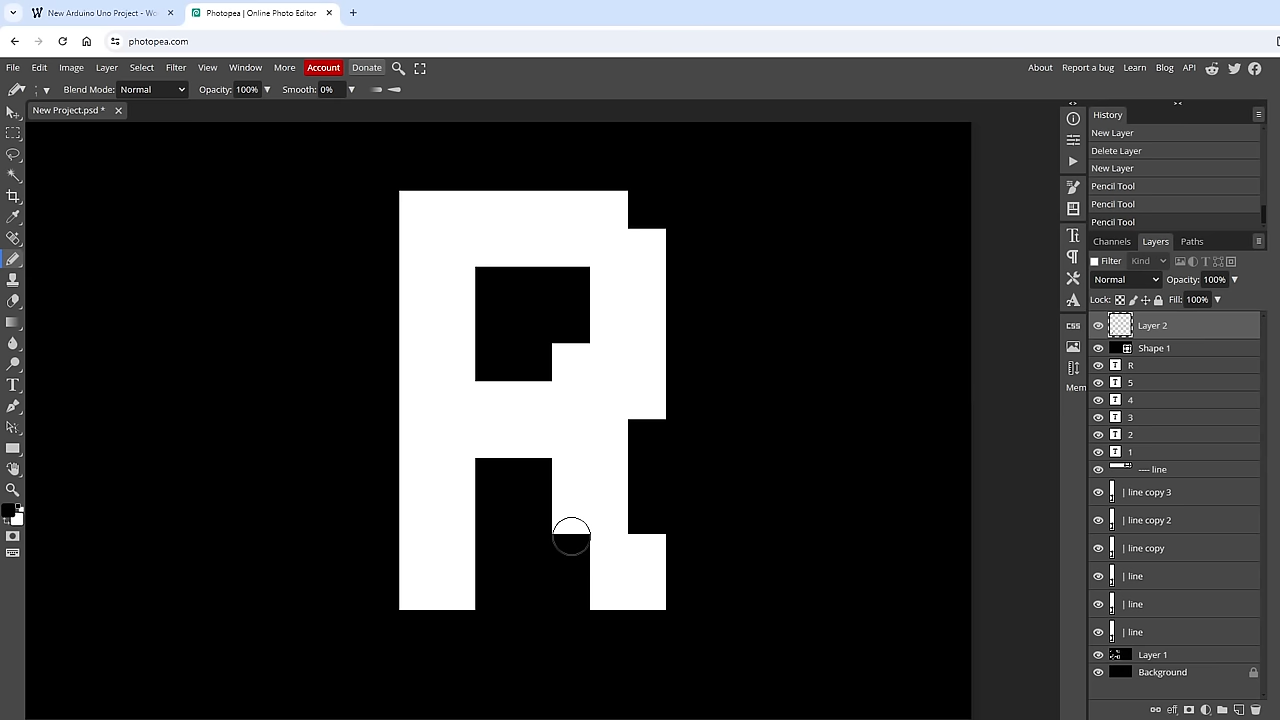 New Arduino Uno Project - Wo
Photopea | Online Photo Editor
photopea.com
File Edit Image Layer Select Filter View Window More Account Donate
About Report a bug Learn Blog API
Blend Mode: Normal Opacity: 100% Smooth: 0%
New Project.psd *
History
New Layer
Delete Layer
New Layer
Pencil Tool
Pencil Tool
Pencil Tool
Channels Layers Paths
Filter Kind
Normal Opacity: 100%
Lock: Fill: 100%
CSS
Mem
Layer 2
Shape 1
T R
T 5
T 4
T 3
T 2
T 1
---- line
| line copy 3
| line copy 2
| line copy
| line
| line
| line
Layer 1
Background
eff
R